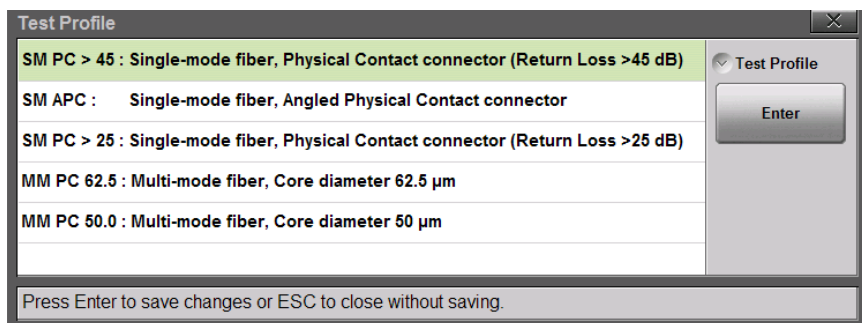 Test Profile
SM PC > 45 : Single-mode fiber, Physical Contact connector (Return Loss >45 dB)
Test Profile
SM APC : Single-mode fiber, Angled Physical Contact connector
Enter
SM PC > 25 : Single-mode fiber, Physical Contact connector (Return Loss >25 dB)
MM PC 62.5 : Multi-mode fiber, Core diameter 62.5 µm
MM PC 50.0 : Multi-mode fiber, Core diameter 50 µm
Press Enter to save changes or ESC to close without saving.